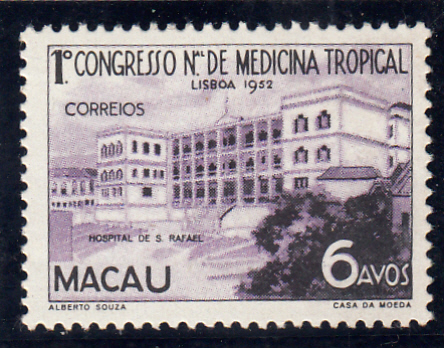 1º CONGRESSO N.AL DE MEDICINA TROPICAL
LISBOA 1952
CORREIOS
HOSPITAL DE S. RAFAEL
MACAU
6 AVOS
ALBERTO SOUZA
CASA DA MOEDA